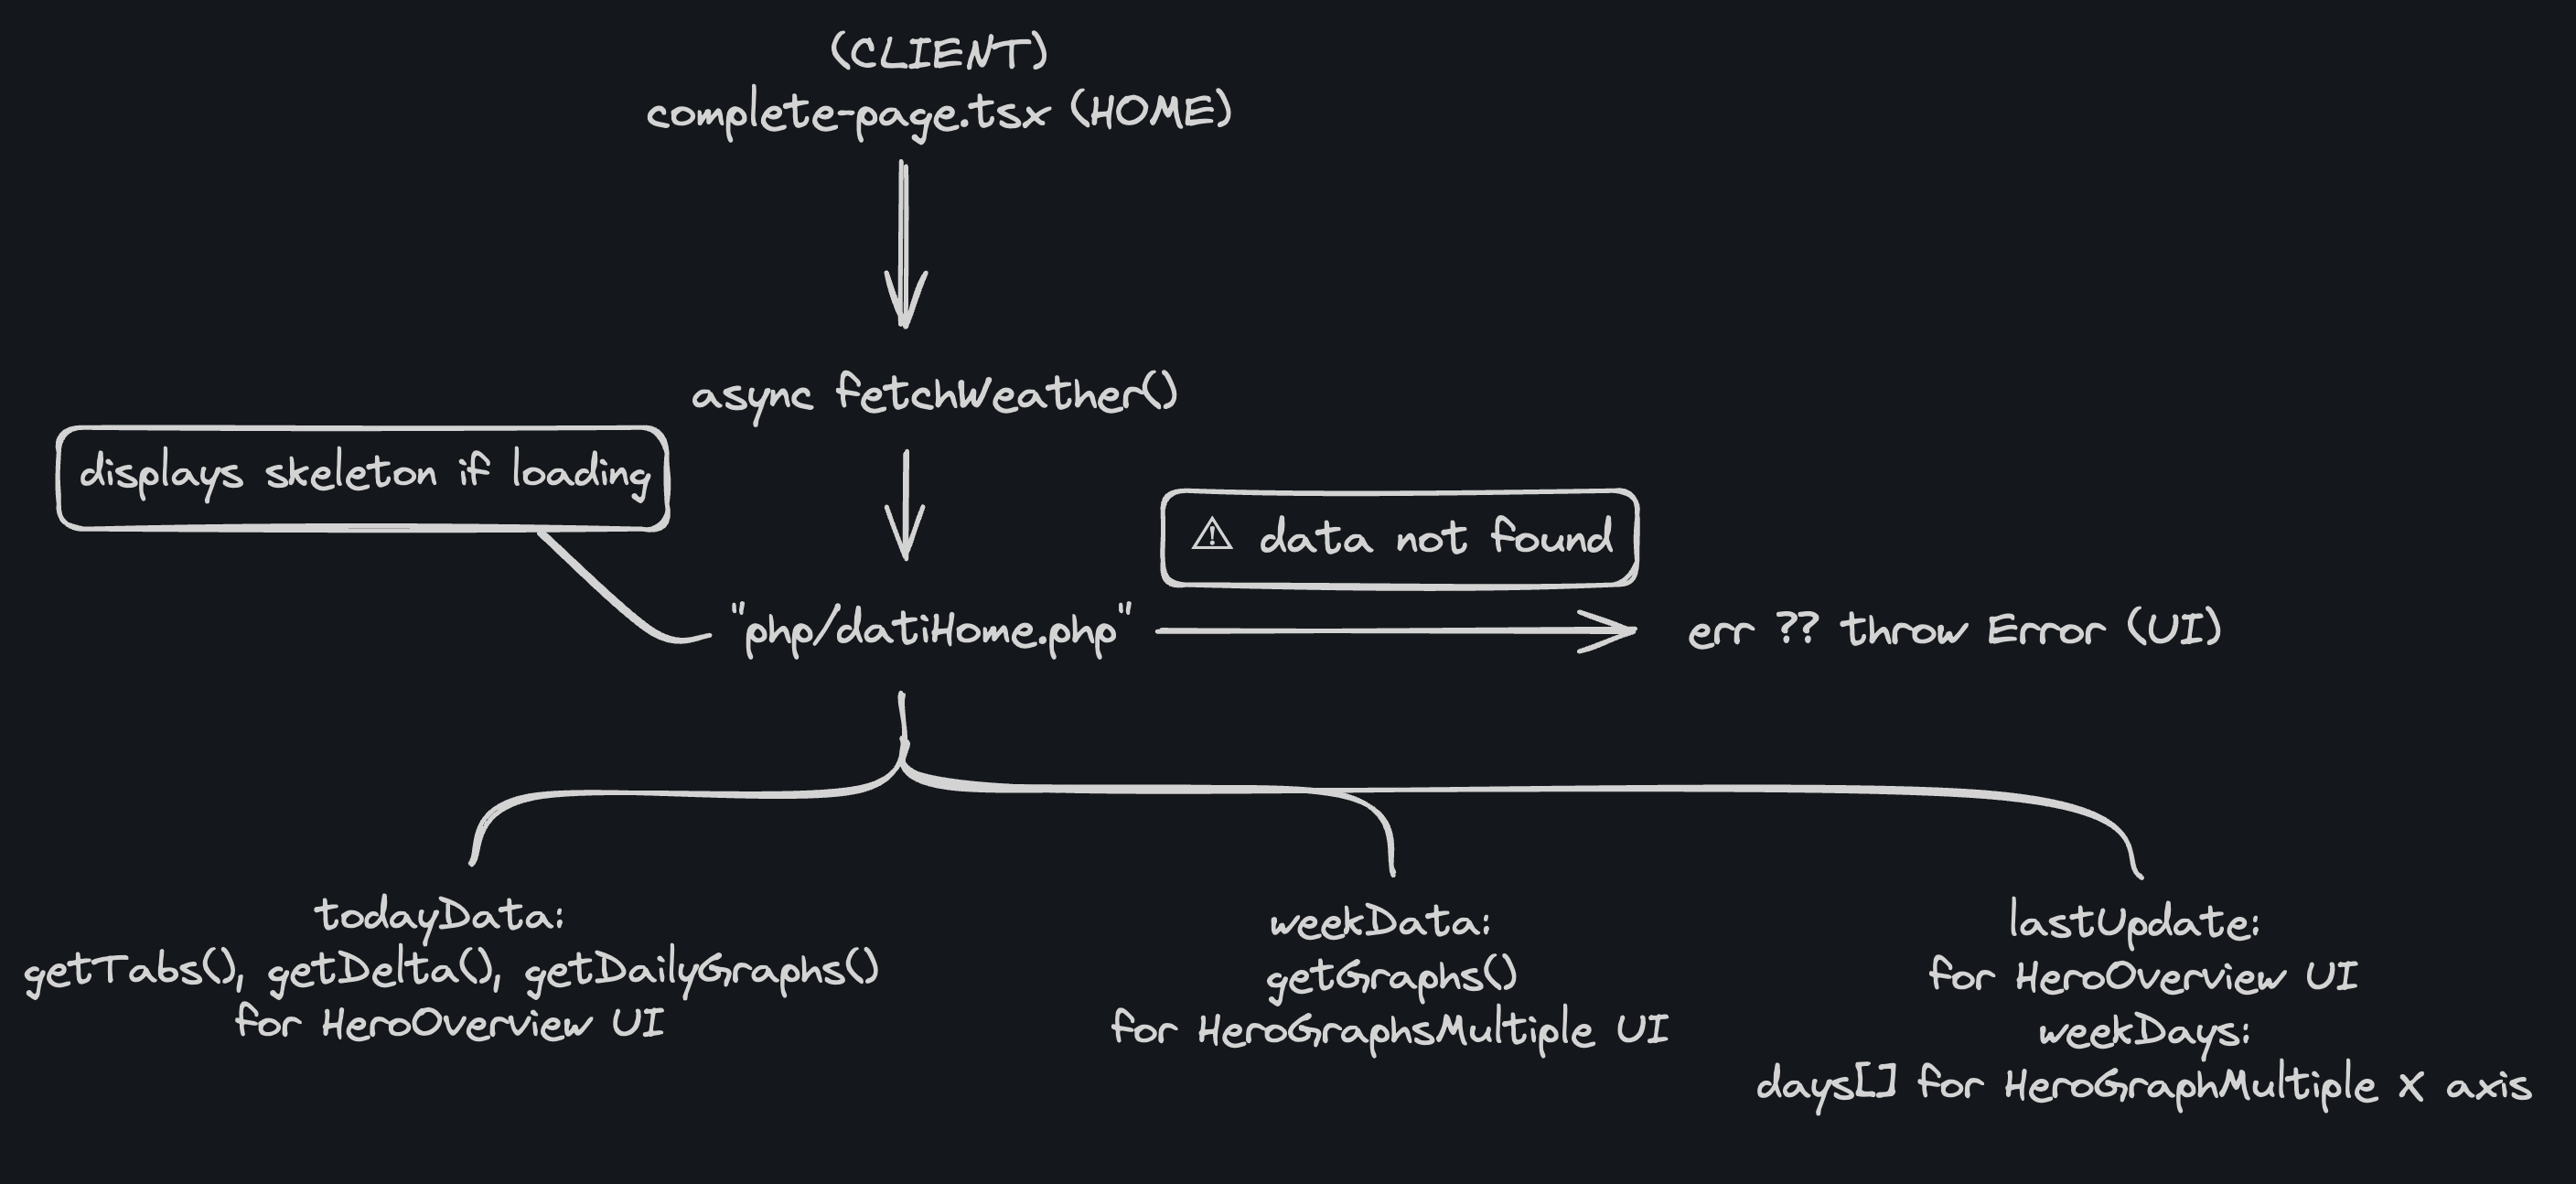 (CLIENT)
complete-page.tsx (HOME)
async fetchWeather()
displays skeleton if loading
⚠ data not found
"php/datiHome.php"
err ?? throw Error (UI)
todayData:
getTabs(), getDelta(), getDailyGraphs()
for HeroOverview UI
weekData:
getGraphs()
for HeroGraphsMultiple UI
lastUpdate:
for HeroOverview UI
weekDays:
days[] for HeroGraphMultiple X axis